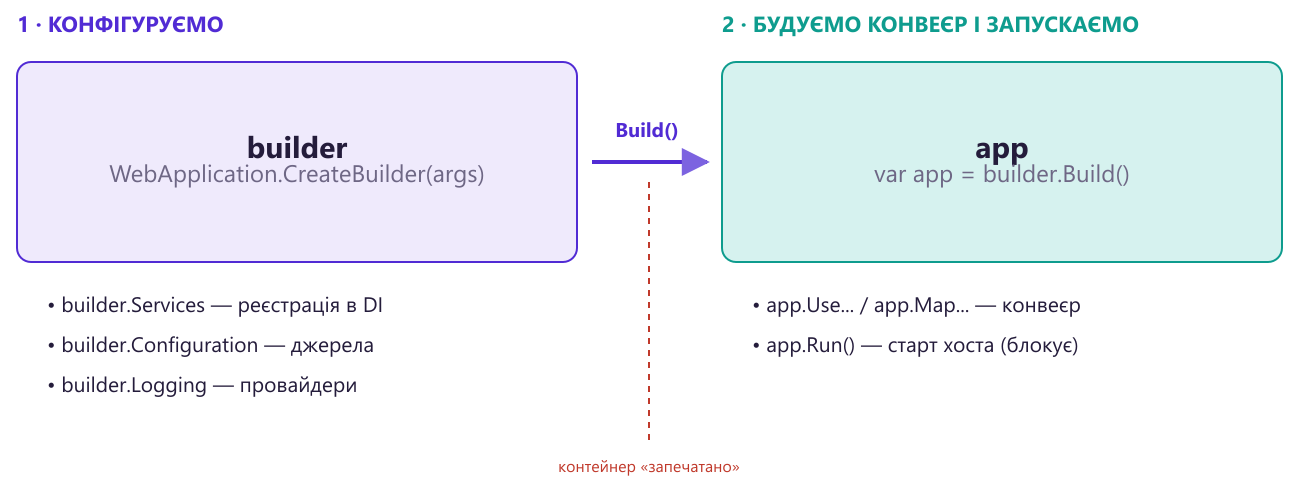 1 · КОНФІГУРУЄМО
builder
WebApplication.CreateBuilder(args)
• builder.Services — реєстрація в DI
• builder.Configuration — джерела
• builder.Logging — провайдери
Build()
контейнер «запечатано»
2 · БУДУЄМО КОНВЕЄР І ЗАПУСКАЄМО
app
var app = builder.Build()
• app.Use... / app.Map... — конвеєр
• app.Run() — старт хоста (блокує)